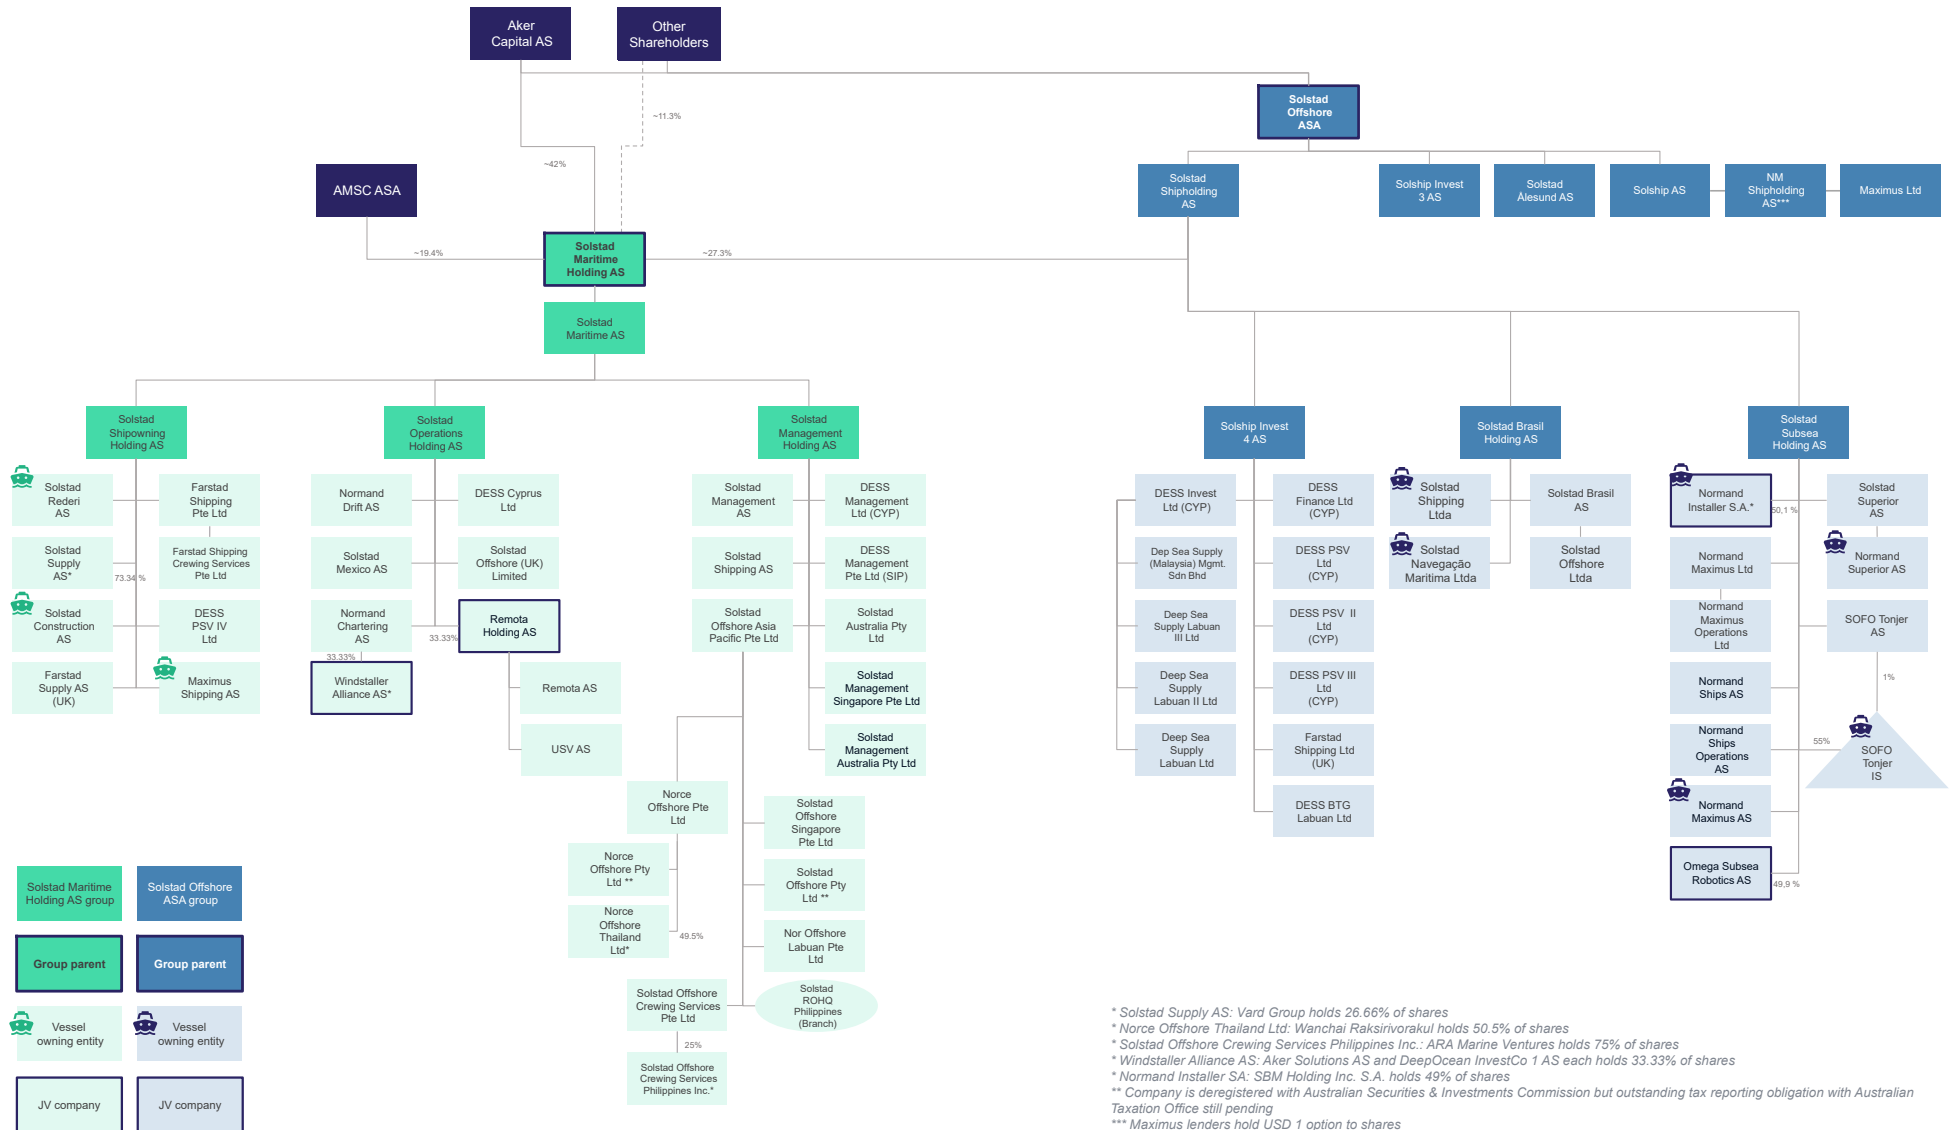 Aker
Capital AS
Other
Shareholders
Solstad
Offshore
ASA
~11.3%
~42%
AMSC ASA
Solstad
Shipholding
AS
Solship Invest
3 AS
Solstad
Ålesund AS
Solship AS
NM
Shipholding
AS***
Maximus Ltd
~19.4%
Solstad
Maritime
Holding AS
~27.3%
Solstad
Maritime AS
Solstad
Shipowning
Holding AS
Solstad
Operations
Holding AS
Solstad
Management
Holding AS
Solship Invest
4 AS
Solstad Brasil
Holding AS
Solstad
Subsea
Holding AS
Solstad
Rederi
AS
Farstad
Shipping
Pte Ltd
Solstad
Supply
AS*
73.34 %
Farstad Shipping
Crewing Services
Pte Ltd
Solstad
Construction
AS
DESS
PSV IV
Ltd
Farstad
Supply AS
(UK)
Maximus
Shipping AS
Normand
Drift AS
DESS Cyprus
Ltd
Solstad
Mexico AS
Solstad
Offshore (UK)
Limited
Normand
Chartering
AS
33.33%
Remota
Holding AS
33.33%
Windstaller
Alliance AS*
Remota AS
USV AS
Solstad
Management
AS
DESS
Management
Ltd (CYP)
Solstad
Shipping AS
DESS
Management
Pte Ltd (SIP)
Solstad
Offshore Asia
Pacific Pte Ltd
Solstad
Australia Pty
Ltd
Solstad
Management
Singapore Pte Ltd
Solstad
Management
Australia Pty Ltd
Norce
Offshore Pte
Ltd
Solstad
Offshore
Singapore
Pte Ltd
Norce
Offshore Pty
Ltd **
Solstad
Offshore Pty
Ltd **
Norce
Offshore
Thailand
Ltd*
49.5%
Nor Offshore
Labuan Pte
Ltd
Solstad Offshore
Crewing Services
Pte Ltd
Solstad
ROHQ
Philippines
(Branch)
25%
Solstad Offshore
Crewing Services
Philippines Inc.*
DESS Invest
Ltd (CYP)
DESS
Finance Ltd
(CYP)
Dep Sea Supply
(Malaysia) Mgmt.
Sdn Bhd
DESS PSV
Ltd
(CYP)
Deep Sea
Supply Labuan
III Ltd
DESS PSV II
Ltd
(CYP)
Deep Sea
Supply
Labuan II Ltd
DESS PSV III
Ltd
(CYP)
Deep Sea
Supply
Labuan Ltd
Farstad
Shipping Ltd
(UK)
DESS BTG
Labuan Ltd
Solstad
Shipping
Ltda
Solstad Brasil
AS
Solstad
Navegação
Maritima Ltda
Solstad
Offshore
Ltda
Normand
Installer S.A.*
50,1 %
Solstad
Superior
AS
Normand
Maximus Ltd
Normand
Superior AS
Normand
Maximus
Operations
Ltd
SOFO Tonjer
AS
Normand
Ships AS
1%
Normand
Ships
Operations
AS
55%
SOFO
Tonjer
IS
Normand
Maximus AS
Omega Subsea
Robotics AS
49,9 %
Solstad Maritime
Holding AS group
Solstad Offshore
ASA group
Group parent
Group parent
Vessel
owning entity
Vessel
owning entity
JV company
JV company
* Solstad Supply AS: Vard Group holds 26.66% of shares
* Norce Offshore Thailand Ltd: Wanchai Raksirivorakul holds 50.5% of shares
* Solstad Offshore Crewing Services Philippines Inc.: ARA Marine Ventures holds 75% of shares
* Windstaller Alliance AS: Aker Solutions AS and DeepOcean InvestCo 1 AS each holds 33.33% of shares
* Normand Installer SA: SBM Holding Inc. S.A. holds 49% of shares
** Company is deregistered with Australian Securities & Investments Commission but outstanding tax reporting obligation with Australian
Taxation Office still pending
*** Maximus lenders hold USD 1 option to shares